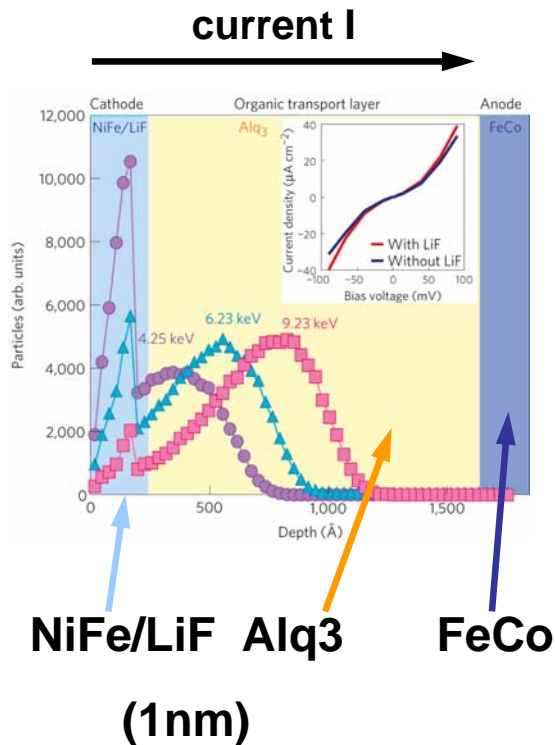 current I
Cathode Organic transport layer Anode
NiFe/LiF Alq3 FeCo
12,000
10,000
8,000
6,000
4,000
2,000
0
Particles (arb. units)
40
20
0
-20
-40
Current density (µA cm−2)
With LiF
Without LiF
-100 -50 0 50 100
Bias voltage (mV)
4.25 keV
6.23 keV
9.23 keV
0 500 1,000 1,500
Depth (Å)
NiFe/LiF Alq3 FeCo
(1nm)